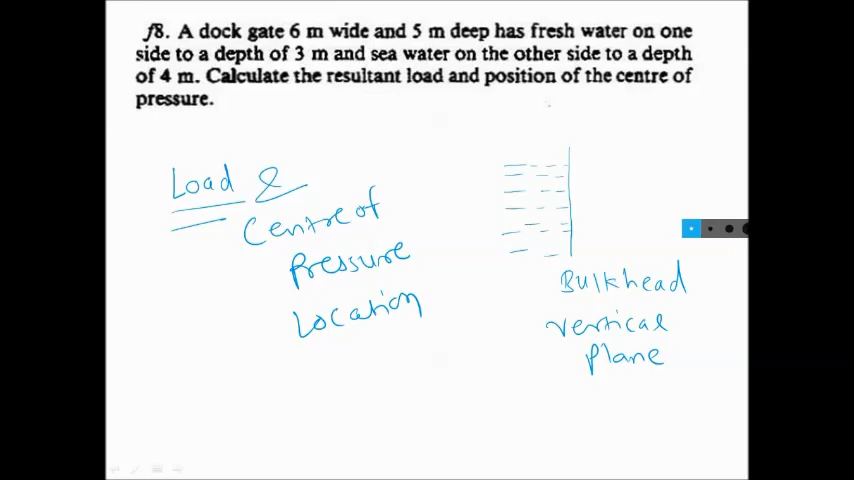 f8. A dock gate 6 m wide and 5 m deep has fresh water on one
side to a depth of 3 m and sea water on the other side to a depth
of 4 m. Calculate the resultant load and position of the centre of
pressure.
Load &
Centre of
Pressure
Location
Bulkhead
vertical
plane